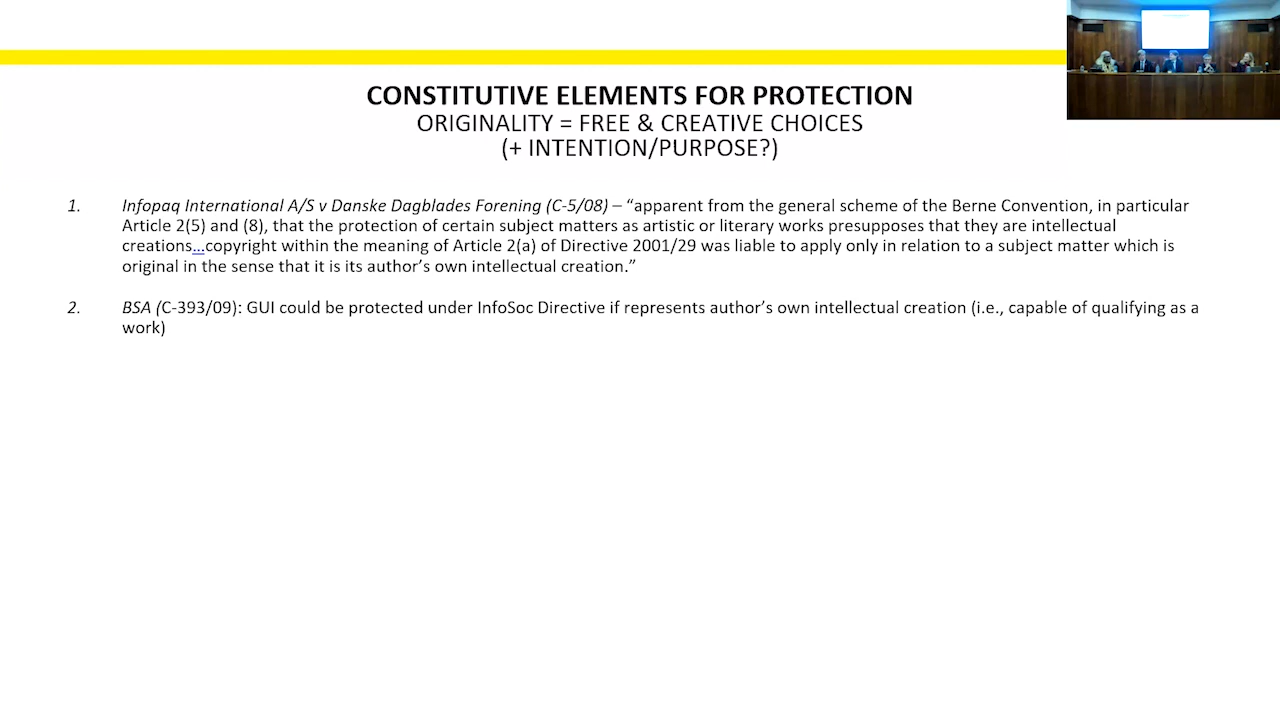 CONSTITUTIVE ELEMENTS FOR PROTECTION
ORIGINALITY = FREE & CREATIVE CHOICES
(+ INTENTION/PURPOSE?)
1. Infopaq International A/S v Danske Dagblades Forening (C-5/08) – “apparent from the general scheme of the Berne Convention, in particular
Article 2(5) and (8), that the protection of certain subject matters as artistic or literary works presupposes that they are intellectual
creations…copyright within the meaning of Article 2(a) of Directive 2001/29 was liable to apply only in relation to a subject matter which is
original in the sense that it is its author’s own intellectual creation.”
2. BSA (C-393/09): GUI could be protected under InfoSoc Directive if represents author’s own intellectual creation (i.e., capable of qualifying as a
work)